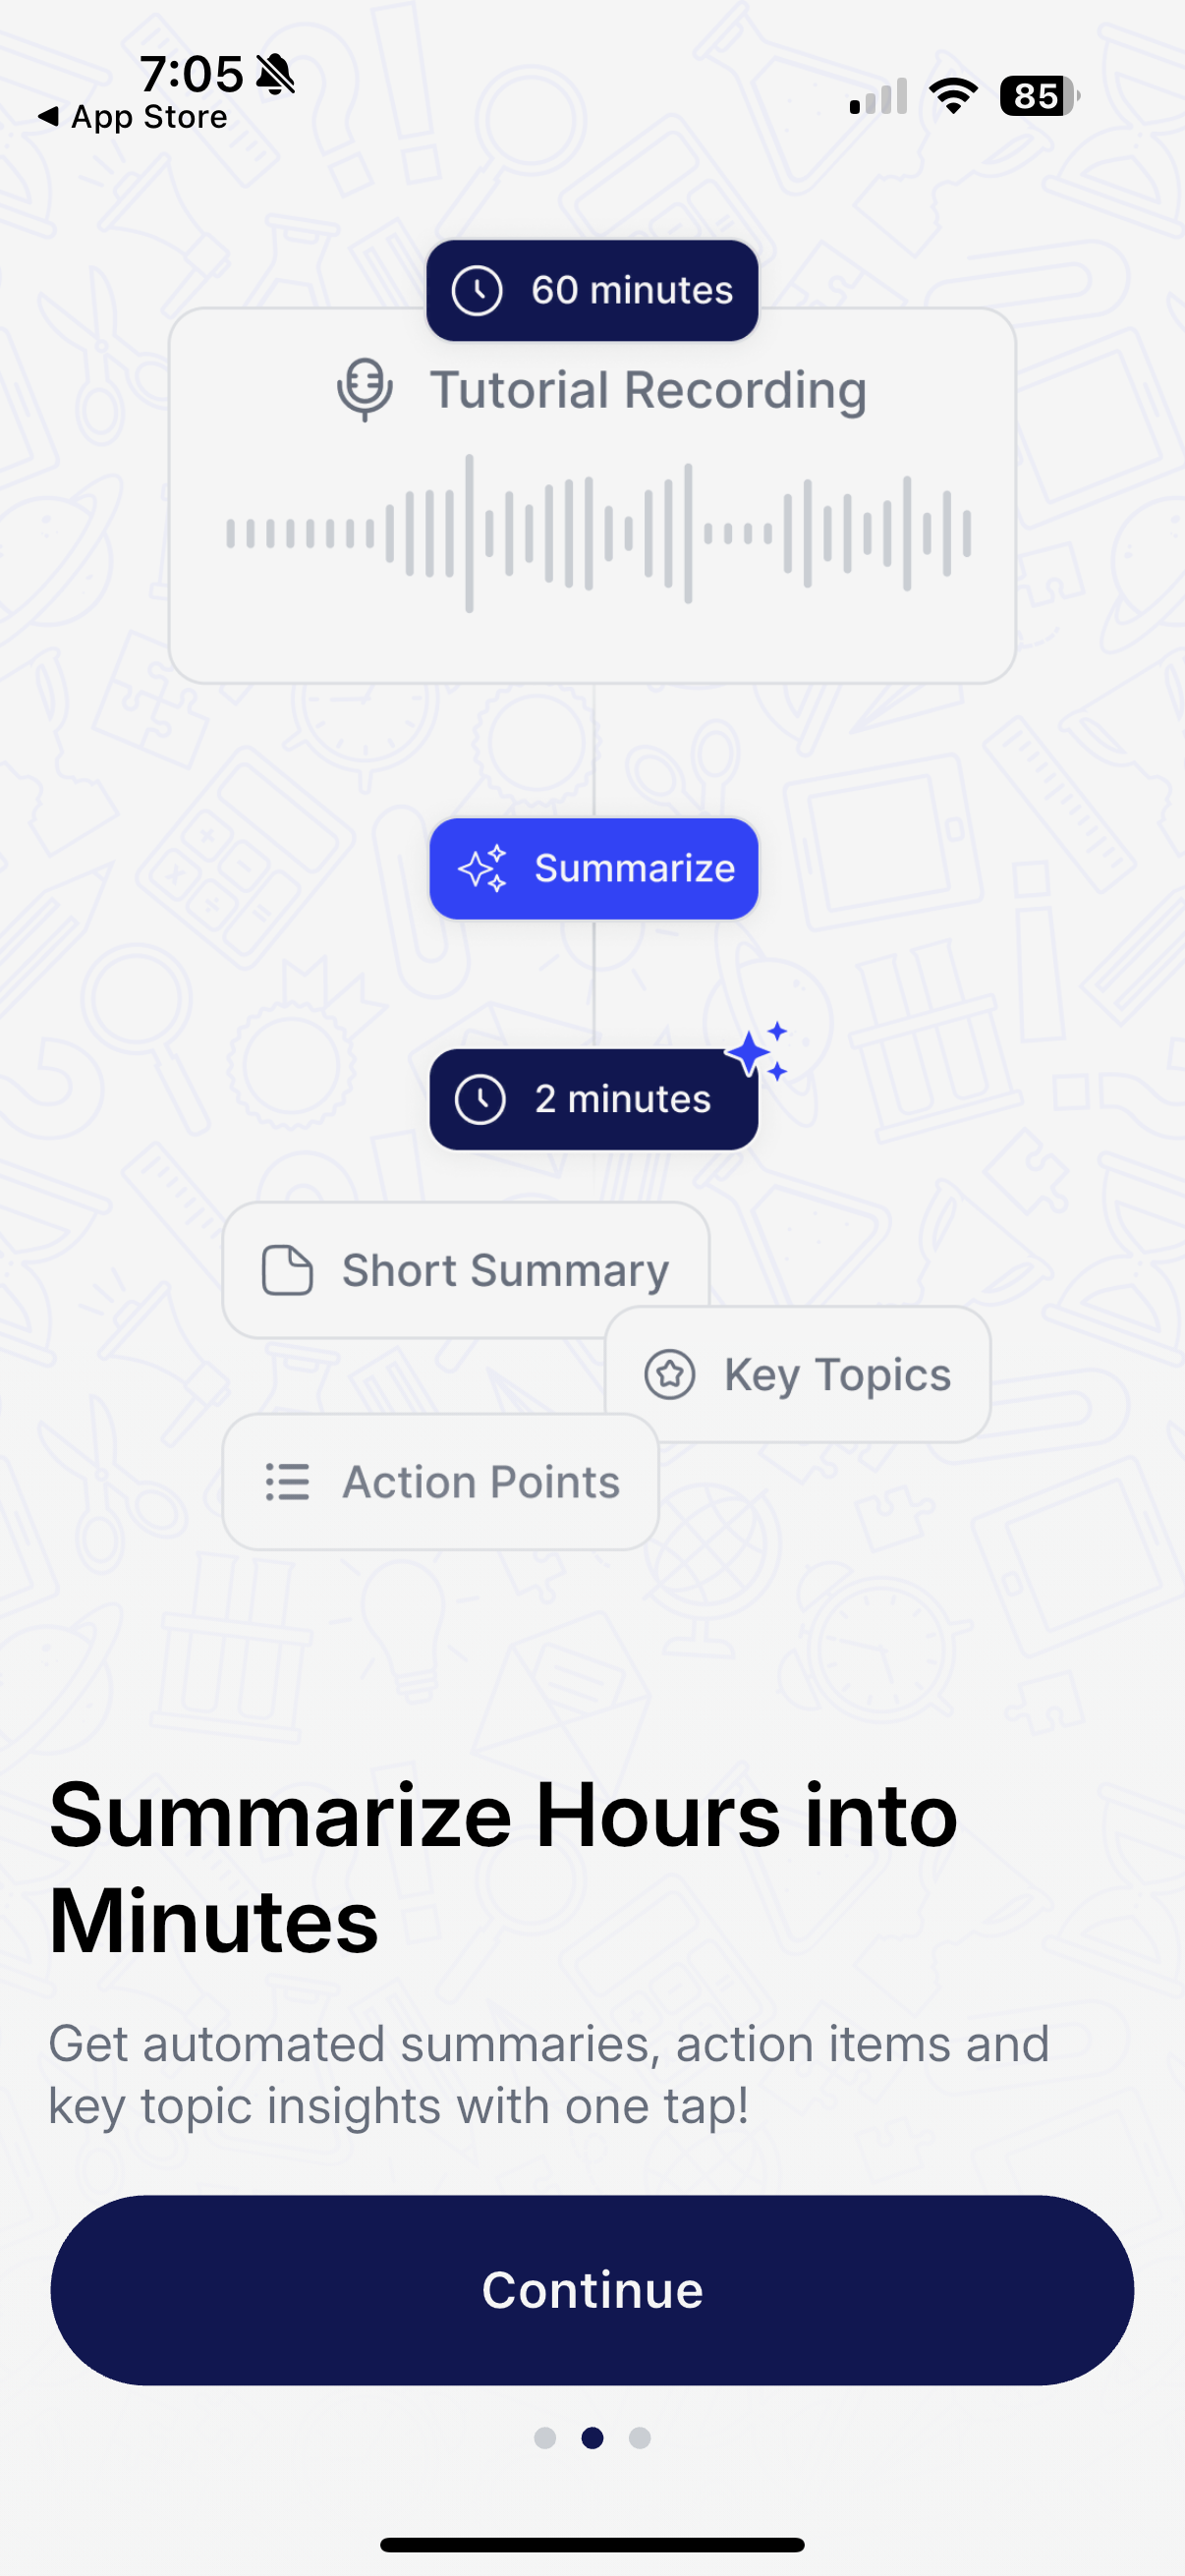 7:05
App Store
85
60 minutes
Tutorial Recording
Summarize
2 minutes
Short Summary
Key Topics
Action Points
Summarize Hours into
Minutes
Get automated summaries, action items and
key topic insights with one tap!
Continue